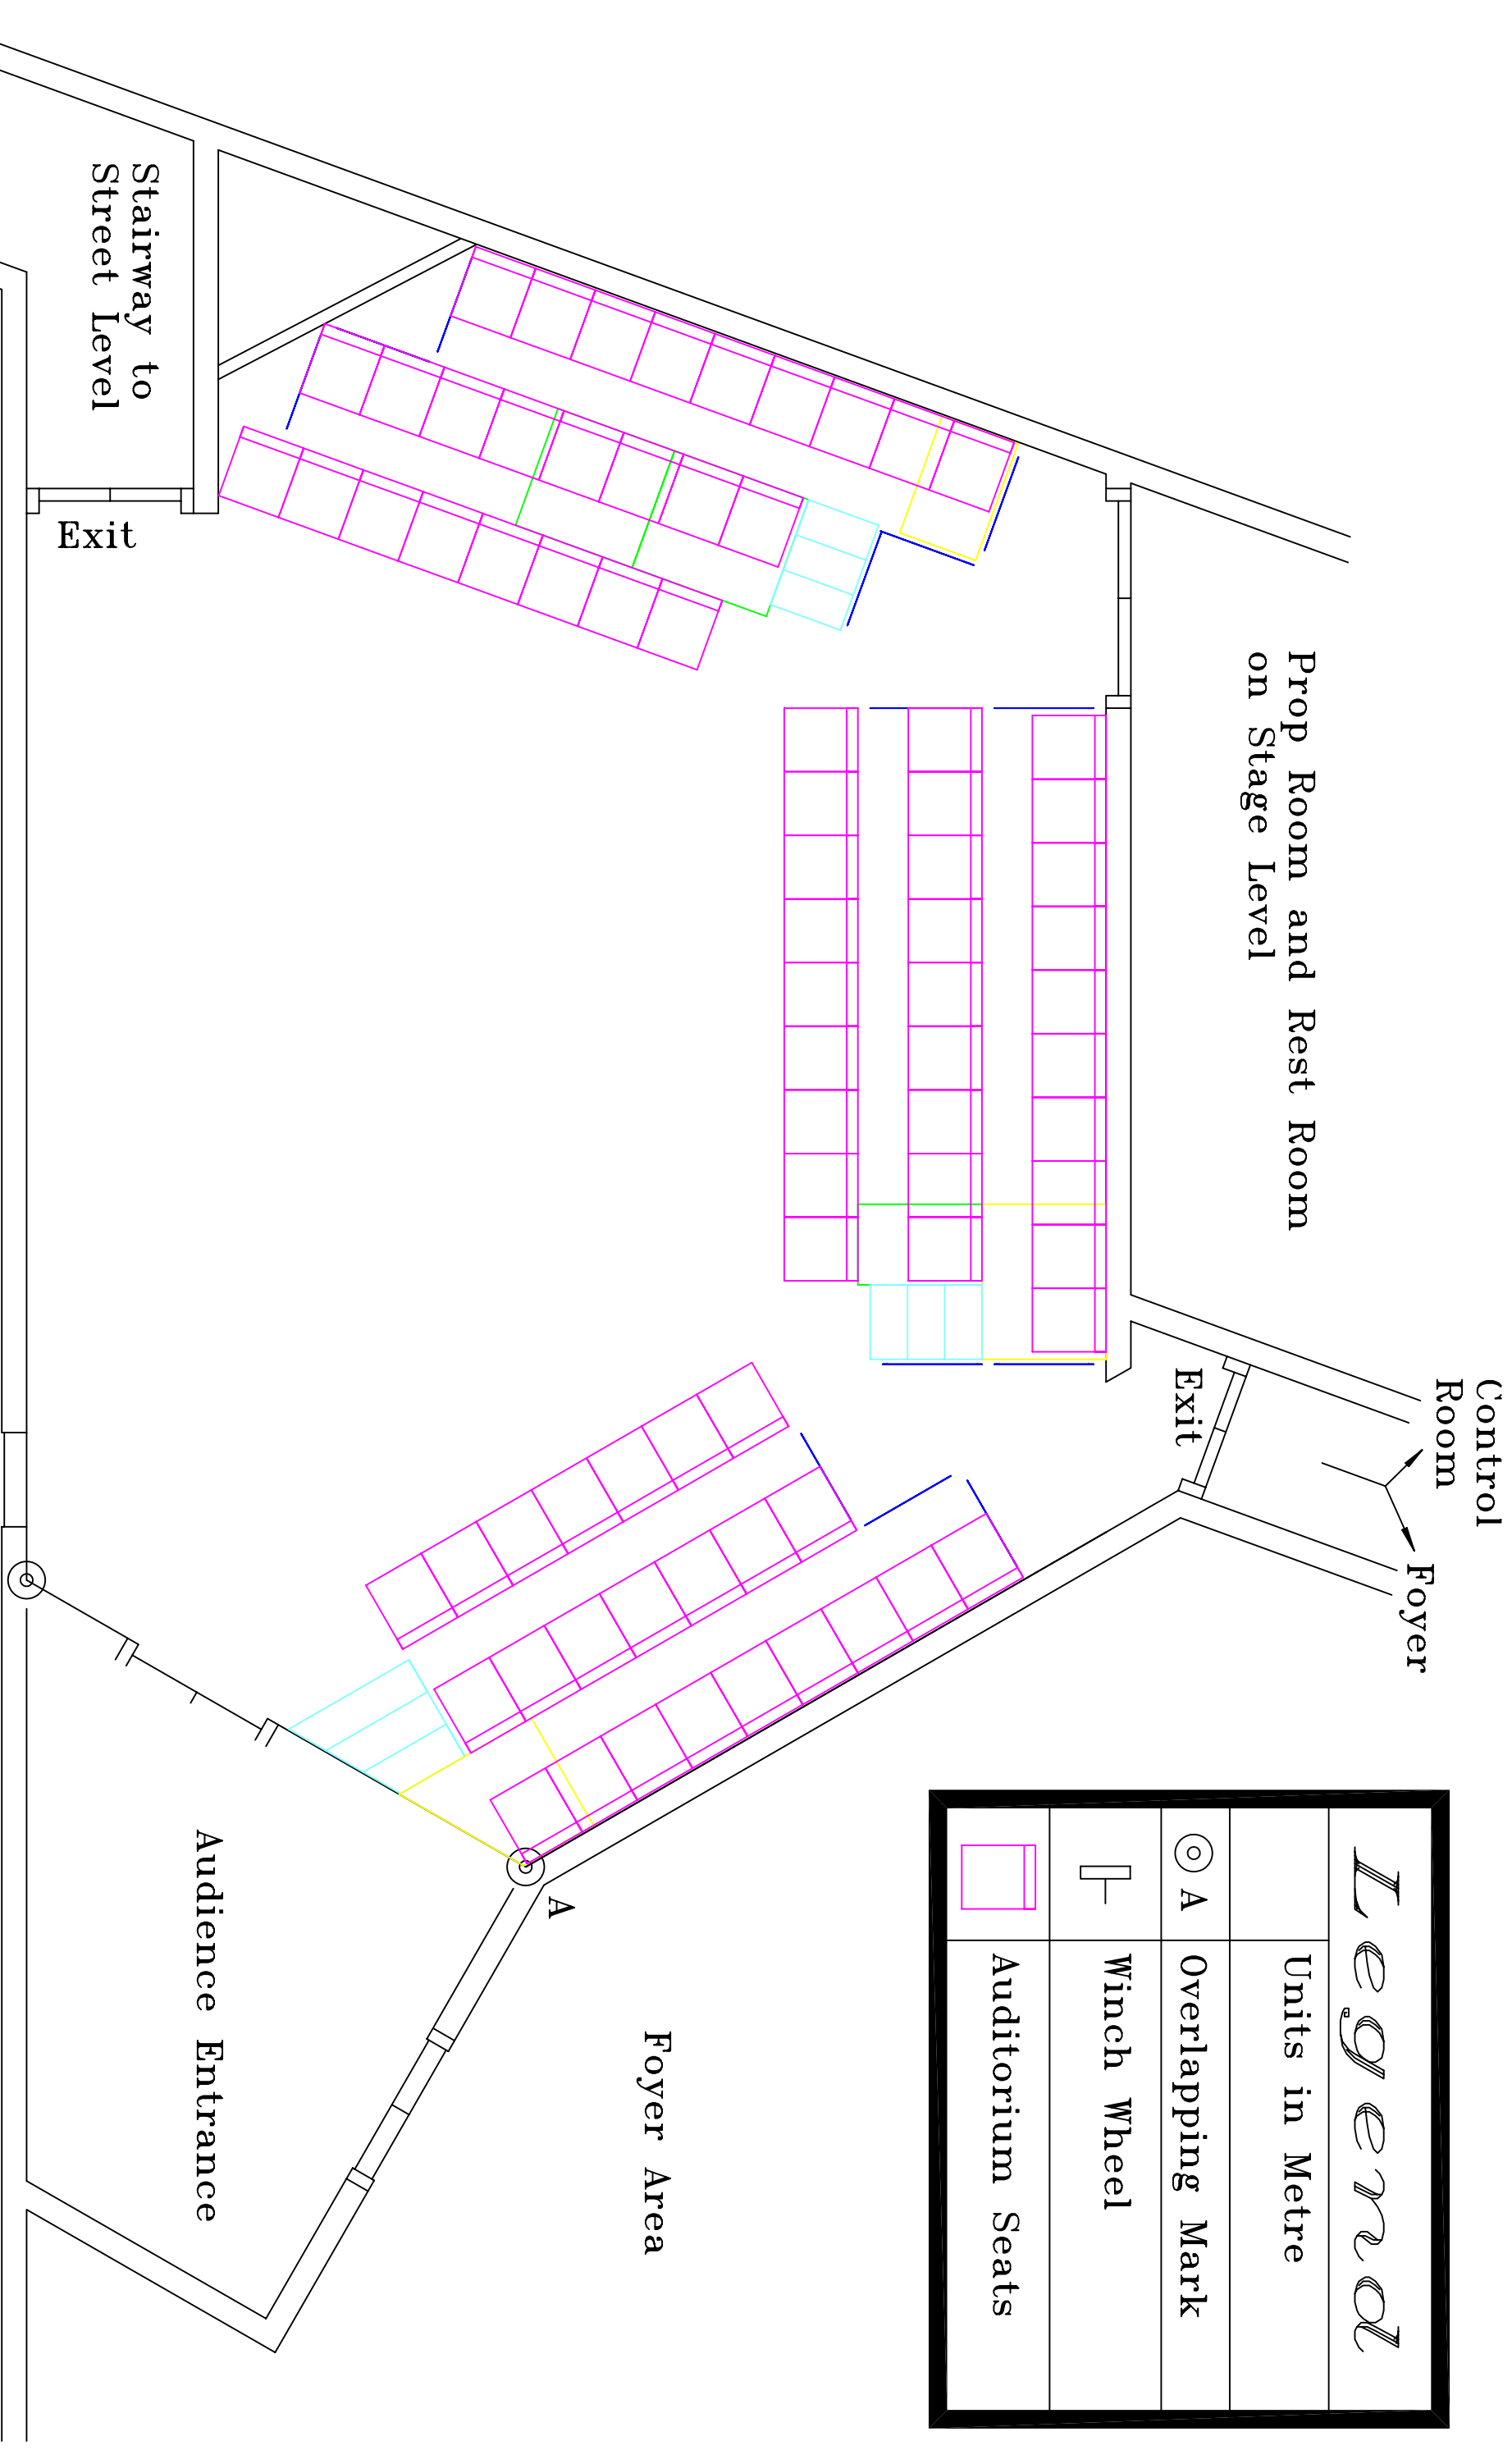 Control
Room
Foyer
Prop Room and Rest Room
on Stage Level
Exit
Legend
Units in Metre
A
Overlapping Mark
Winch Wheel
Auditorium Seats
Foyer Area
A
Audience Entrance
Stairway to
Street Level
Exit